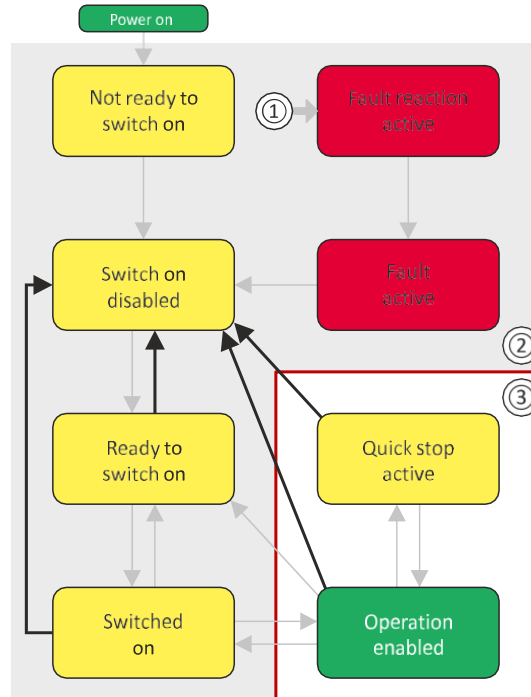 Power on
Not ready to
switch on
①
Fault reaction
active
Switch on
disabled
Fault
active
②
③
Ready to
switch on
Quick stop
active
Switched
on
Operation
enabled